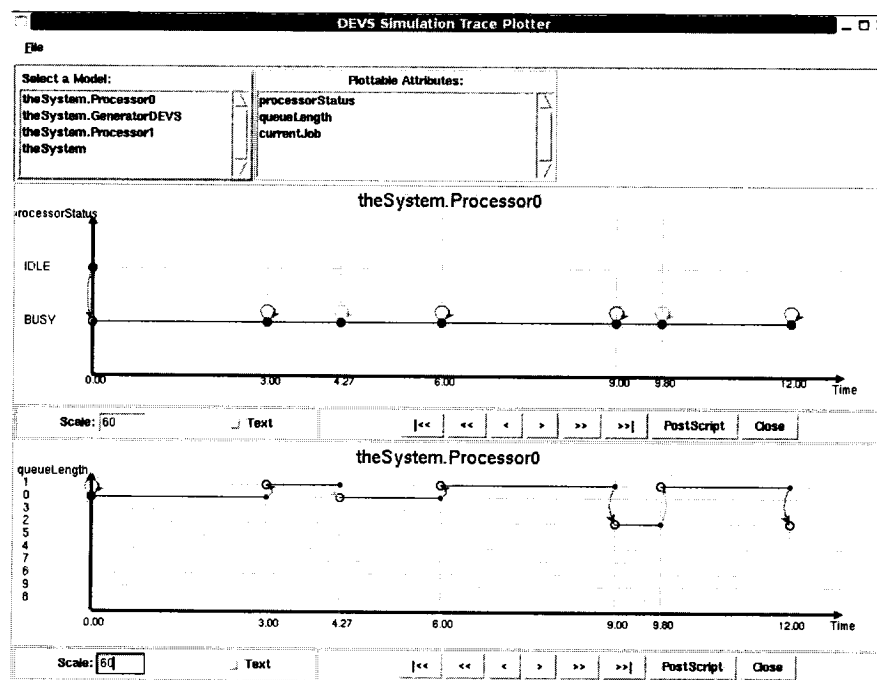 DEVS Simulation Trace Plotter
File
Select a Model:
theSystem.Processor0
theSystem.GeneratorDEVS
theSystem.Processor1
theSystem
Plottable Attributes:
processorStatus
queueLength
currentJob
theSystem.Processor0
rocessorStatus
IDLE
BUSY
0.00 3.00 4.27 6.00 9.00 9.80 12.00
Time
Scale: 60 Text |<< << < > >> >>| PostScript Close
theSystem.Processor0
queueLength
1
0
3
2
5
4
7
6
9
8
0.00 3.00 4.27 6.00 9.00 9.80 12.00 Time
Scale: 60 Text |<< << < > >> >>| PostScript Close